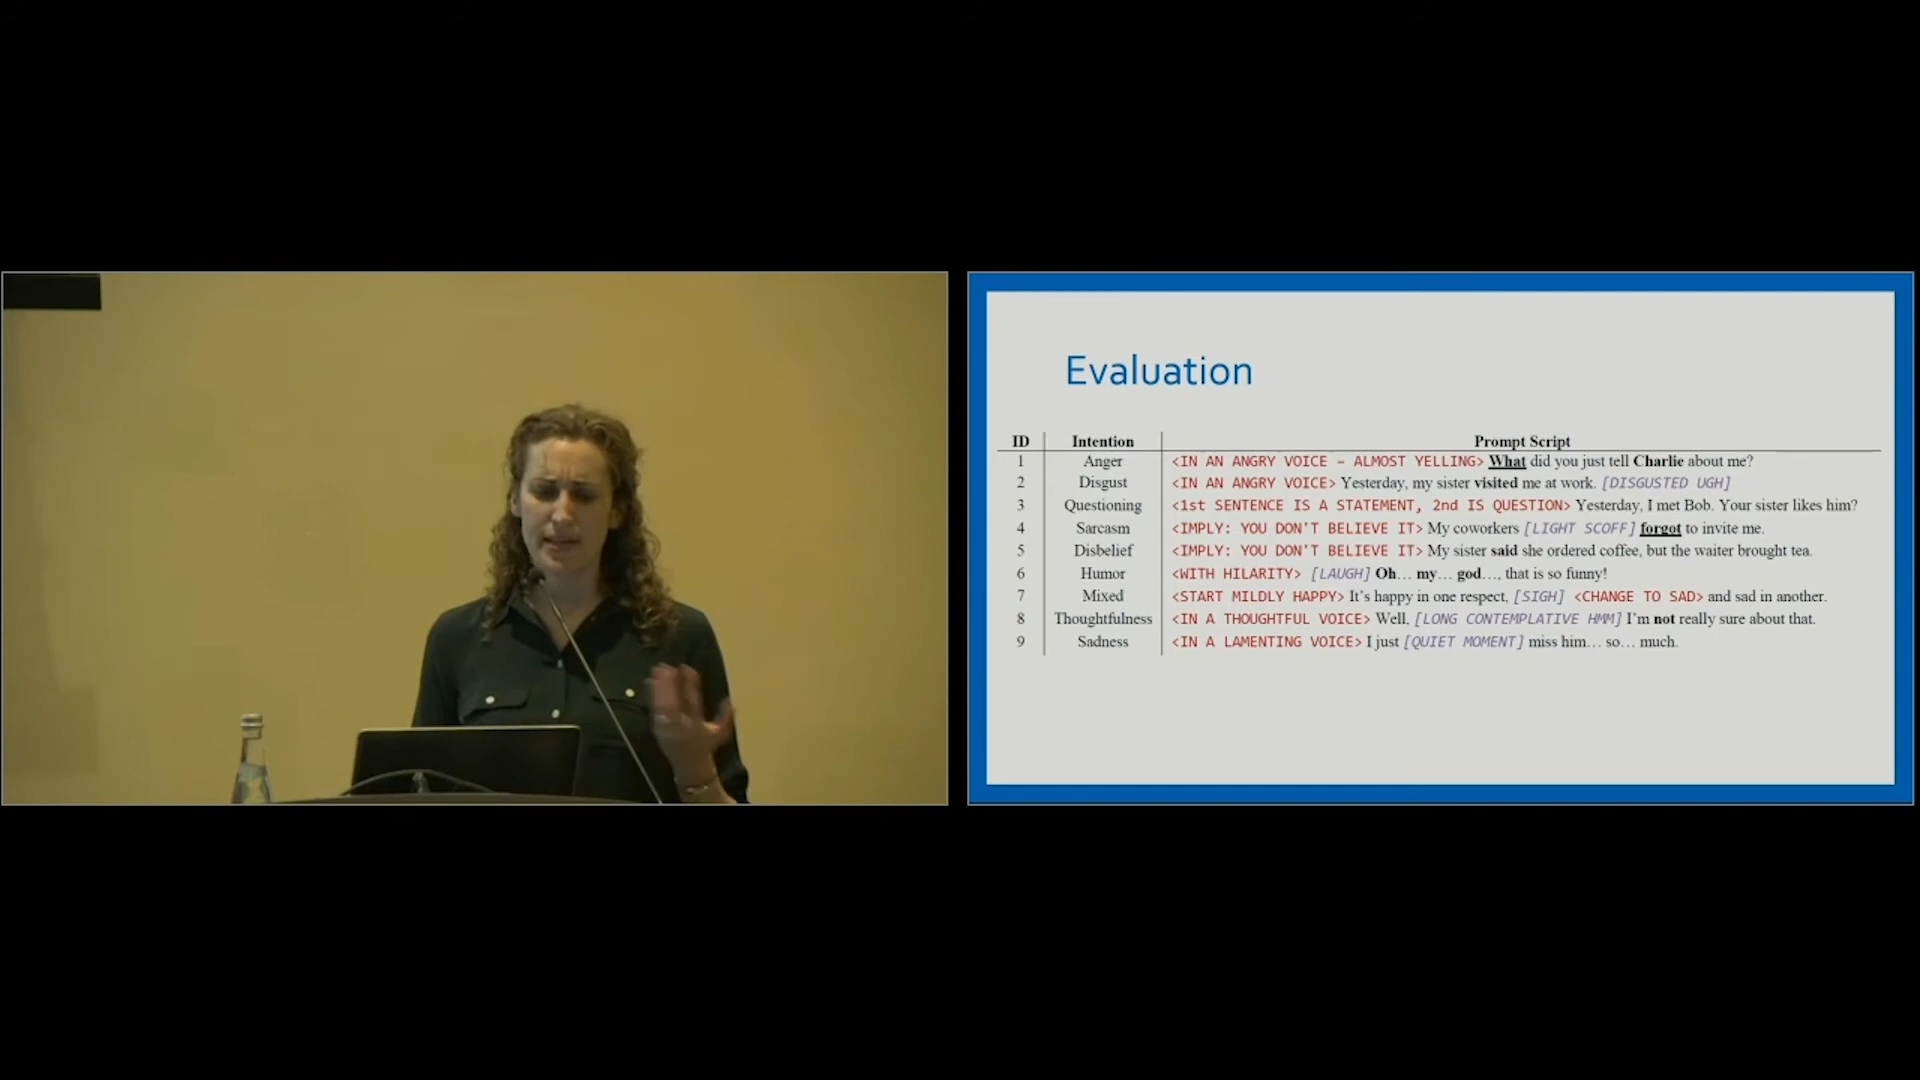 Evaluation
ID Intention Prompt Script
1 Anger <IN AN ANGRY VOICE – ALMOST YELLING> What did you just tell Charlie about me?
2 Disgust <IN AN ANGRY VOICE> Yesterday, my sister visited me at work. [DISGUSTED UGH]
3 Questioning <1st SENTENCE IS A STATEMENT, 2nd IS QUESTION> Yesterday, I met Bob. Your sister likes him?
4 Sarcasm <IMPLY: YOU DON'T BELIEVE IT> My coworkers [LIGHT SCOFF] forgot to invite me.
5 Disbelief <IMPLY: YOU DON'T BELIEVE IT> My sister said she ordered coffee, but the waiter brought tea.
6 Humor <WITH HILARITY> [LAUGH] Oh… my… god…, that is so funny!
7 Mixed <START MILDLY HAPPY> It's happy in one respect, [SIGH] <CHANGE TO SAD> and sad in another.
8 Thoughtfulness <IN A THOUGHTFUL VOICE> Well, [LONG CONTEMPLATIVE HMM] I'm not really sure about that.
9 Sadness <IN A LAMENTING VOICE> I just [QUIET MOMENT] miss him… so… much.